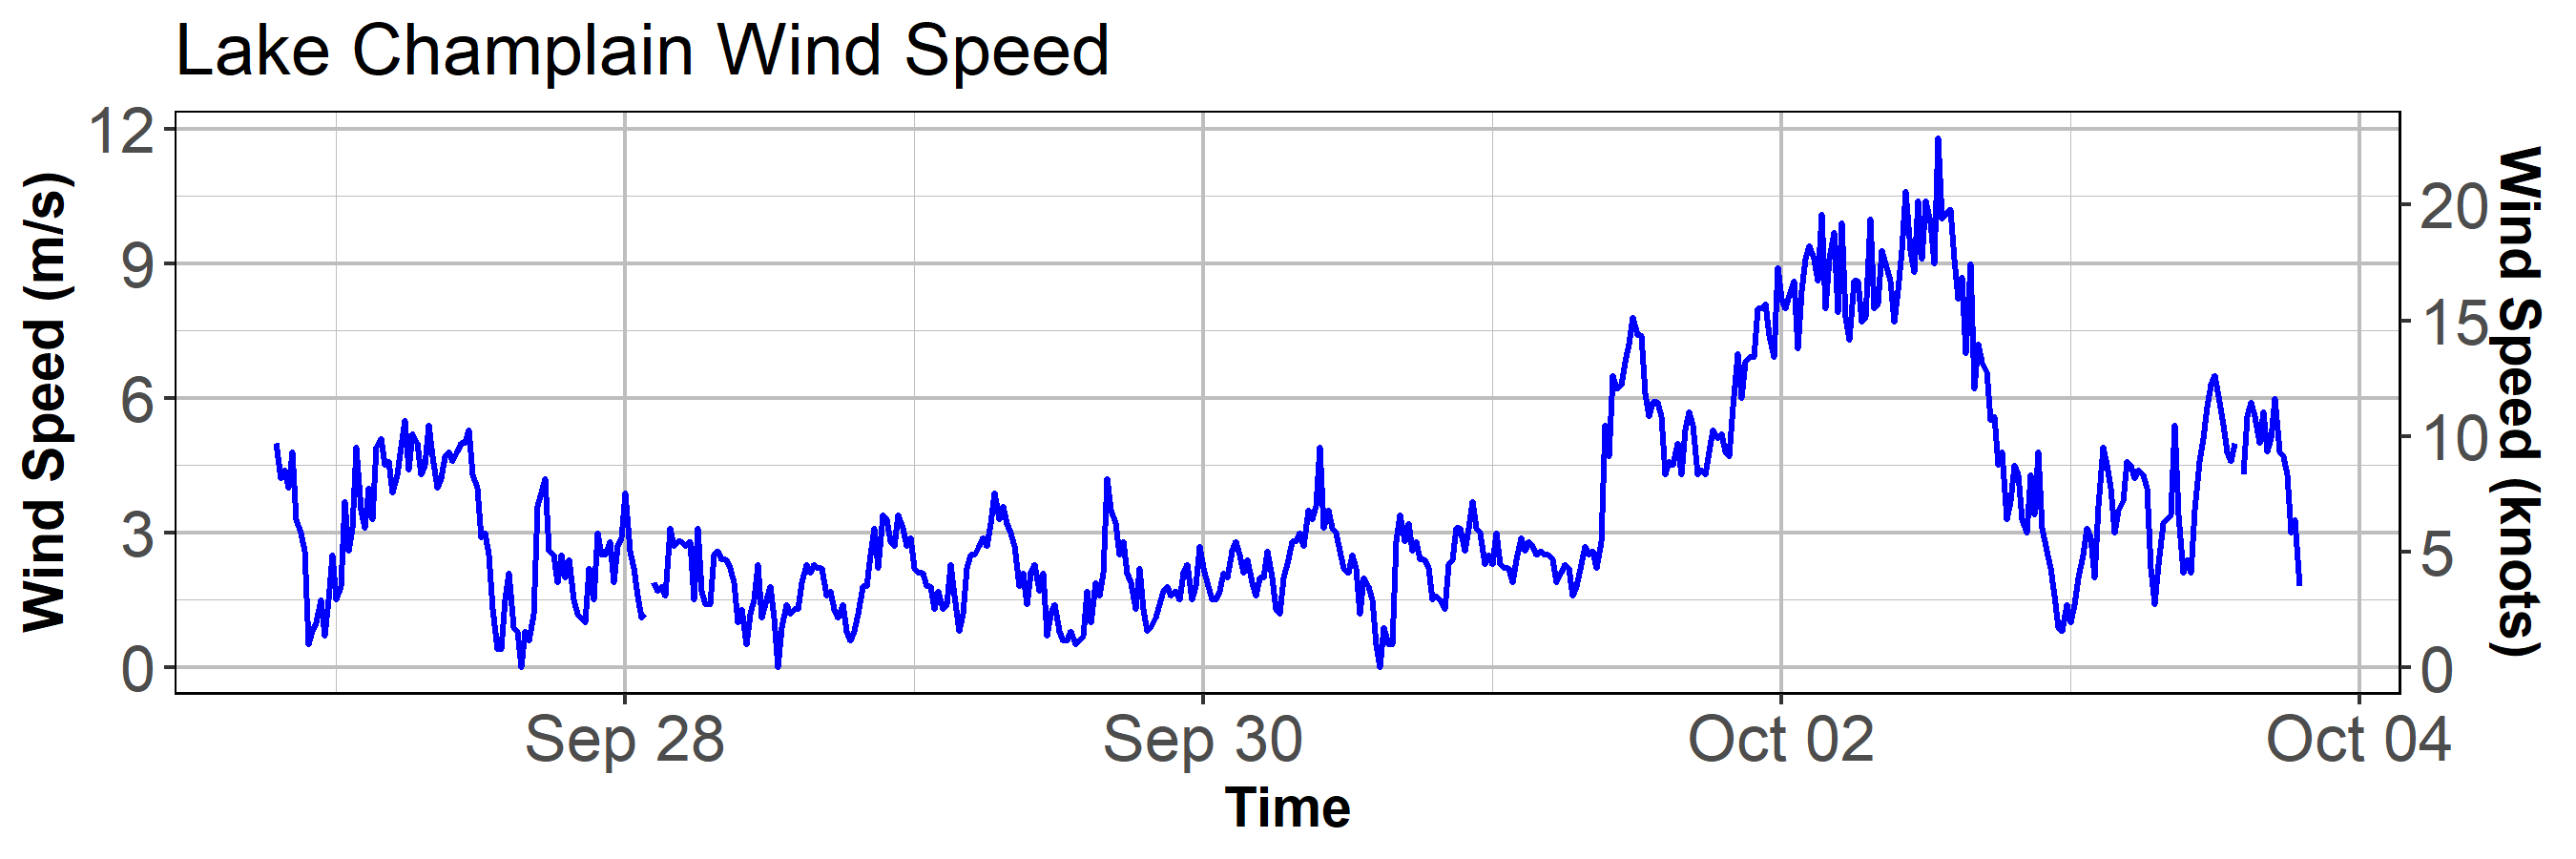 Lake Champlain Wind Speed
Wind Speed (m/s)
12
9
6
3
0
20
15
10
5
0
Wind Speed (knots)
Sep 28
Sep 30
Oct 02
Oct 04
Time